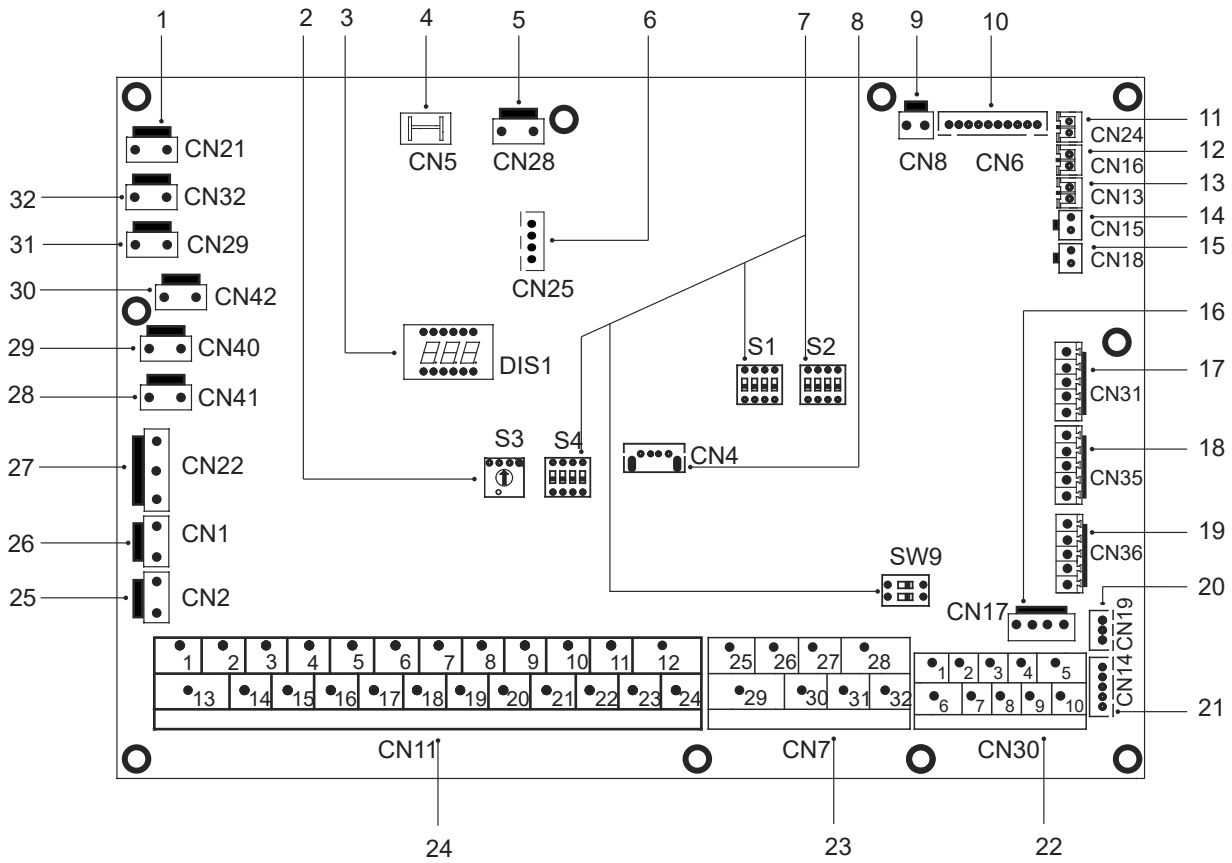 1 2 3 4 5 6 7 8 9 10
11
CN21 CN5 CN28 CN8 CN6 CN24
12
CN16
13
32 CN32 CN13
14
CN15
31 CN29 15
CN18
CN25
30 CN42
16
S1 S2
29 CN40 DIS1
17
28 CN41 CN31
S3 S4
27 CN22 CN4 18
CN35
26 CN1 19
CN36
SW9
25 CN2 20
CN17 CN19
1 2 3 4 5 6 7 8 9 10 11 12 25 26 27 28
1 2 3 4 5 CN14
13 14 15 16 17 18 19 20 21 22 23 24 29 30 31 32
6 7 8 9 10 21
CN11 CN7 CN30
24 23 22